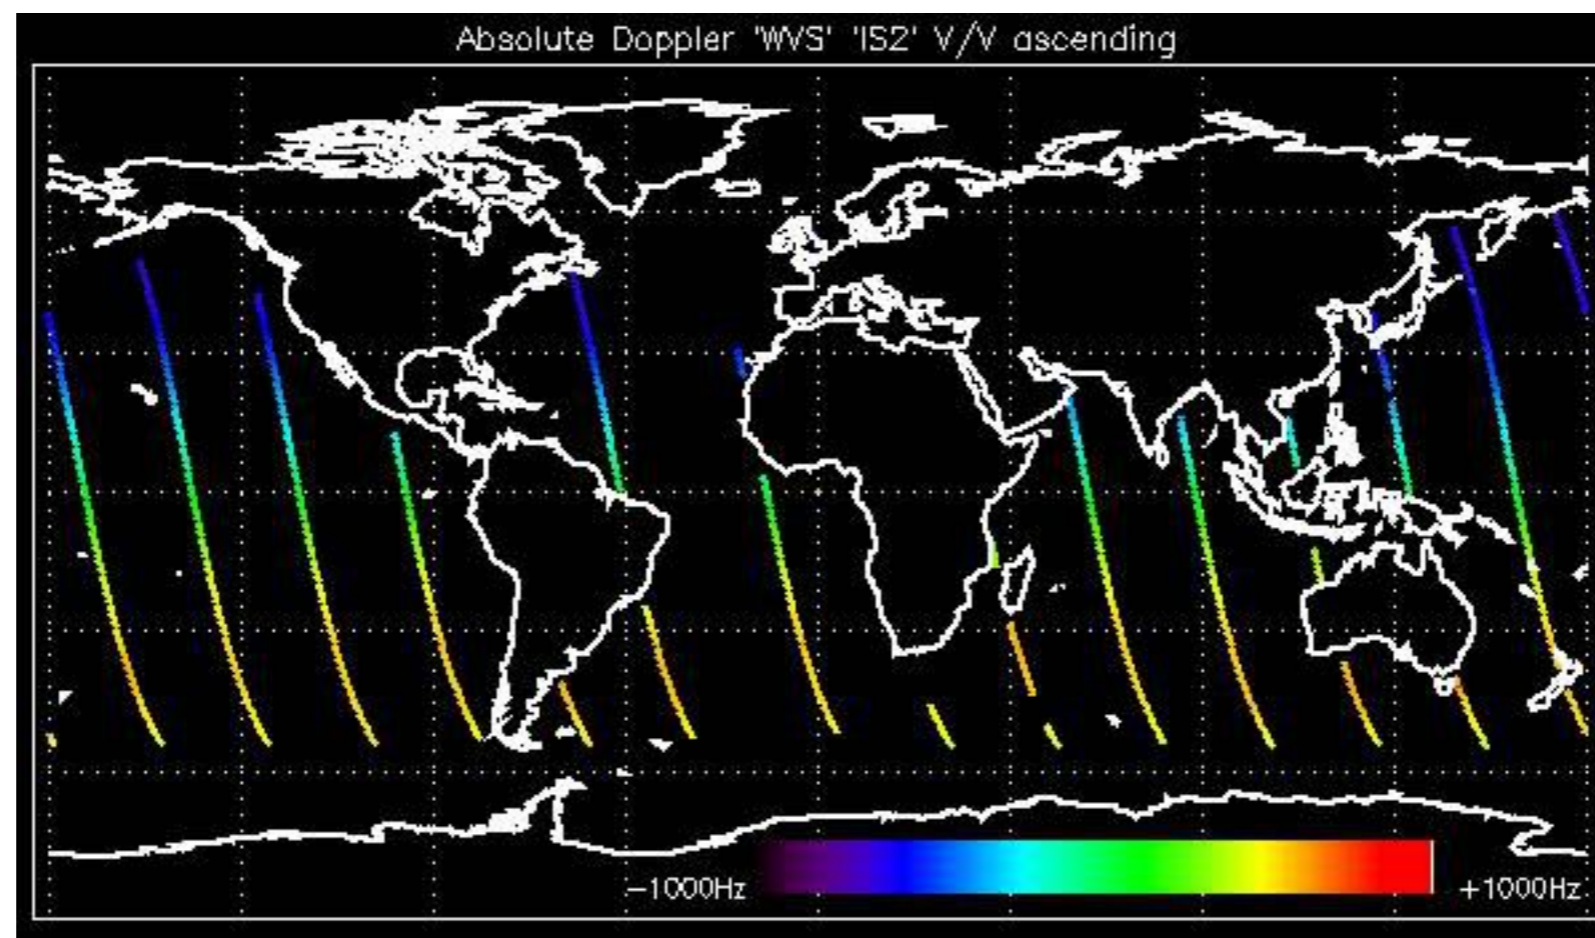 Absolute Doppler 'WVS' 'IS2' V/V ascending
−1000Hz
+1000Hz